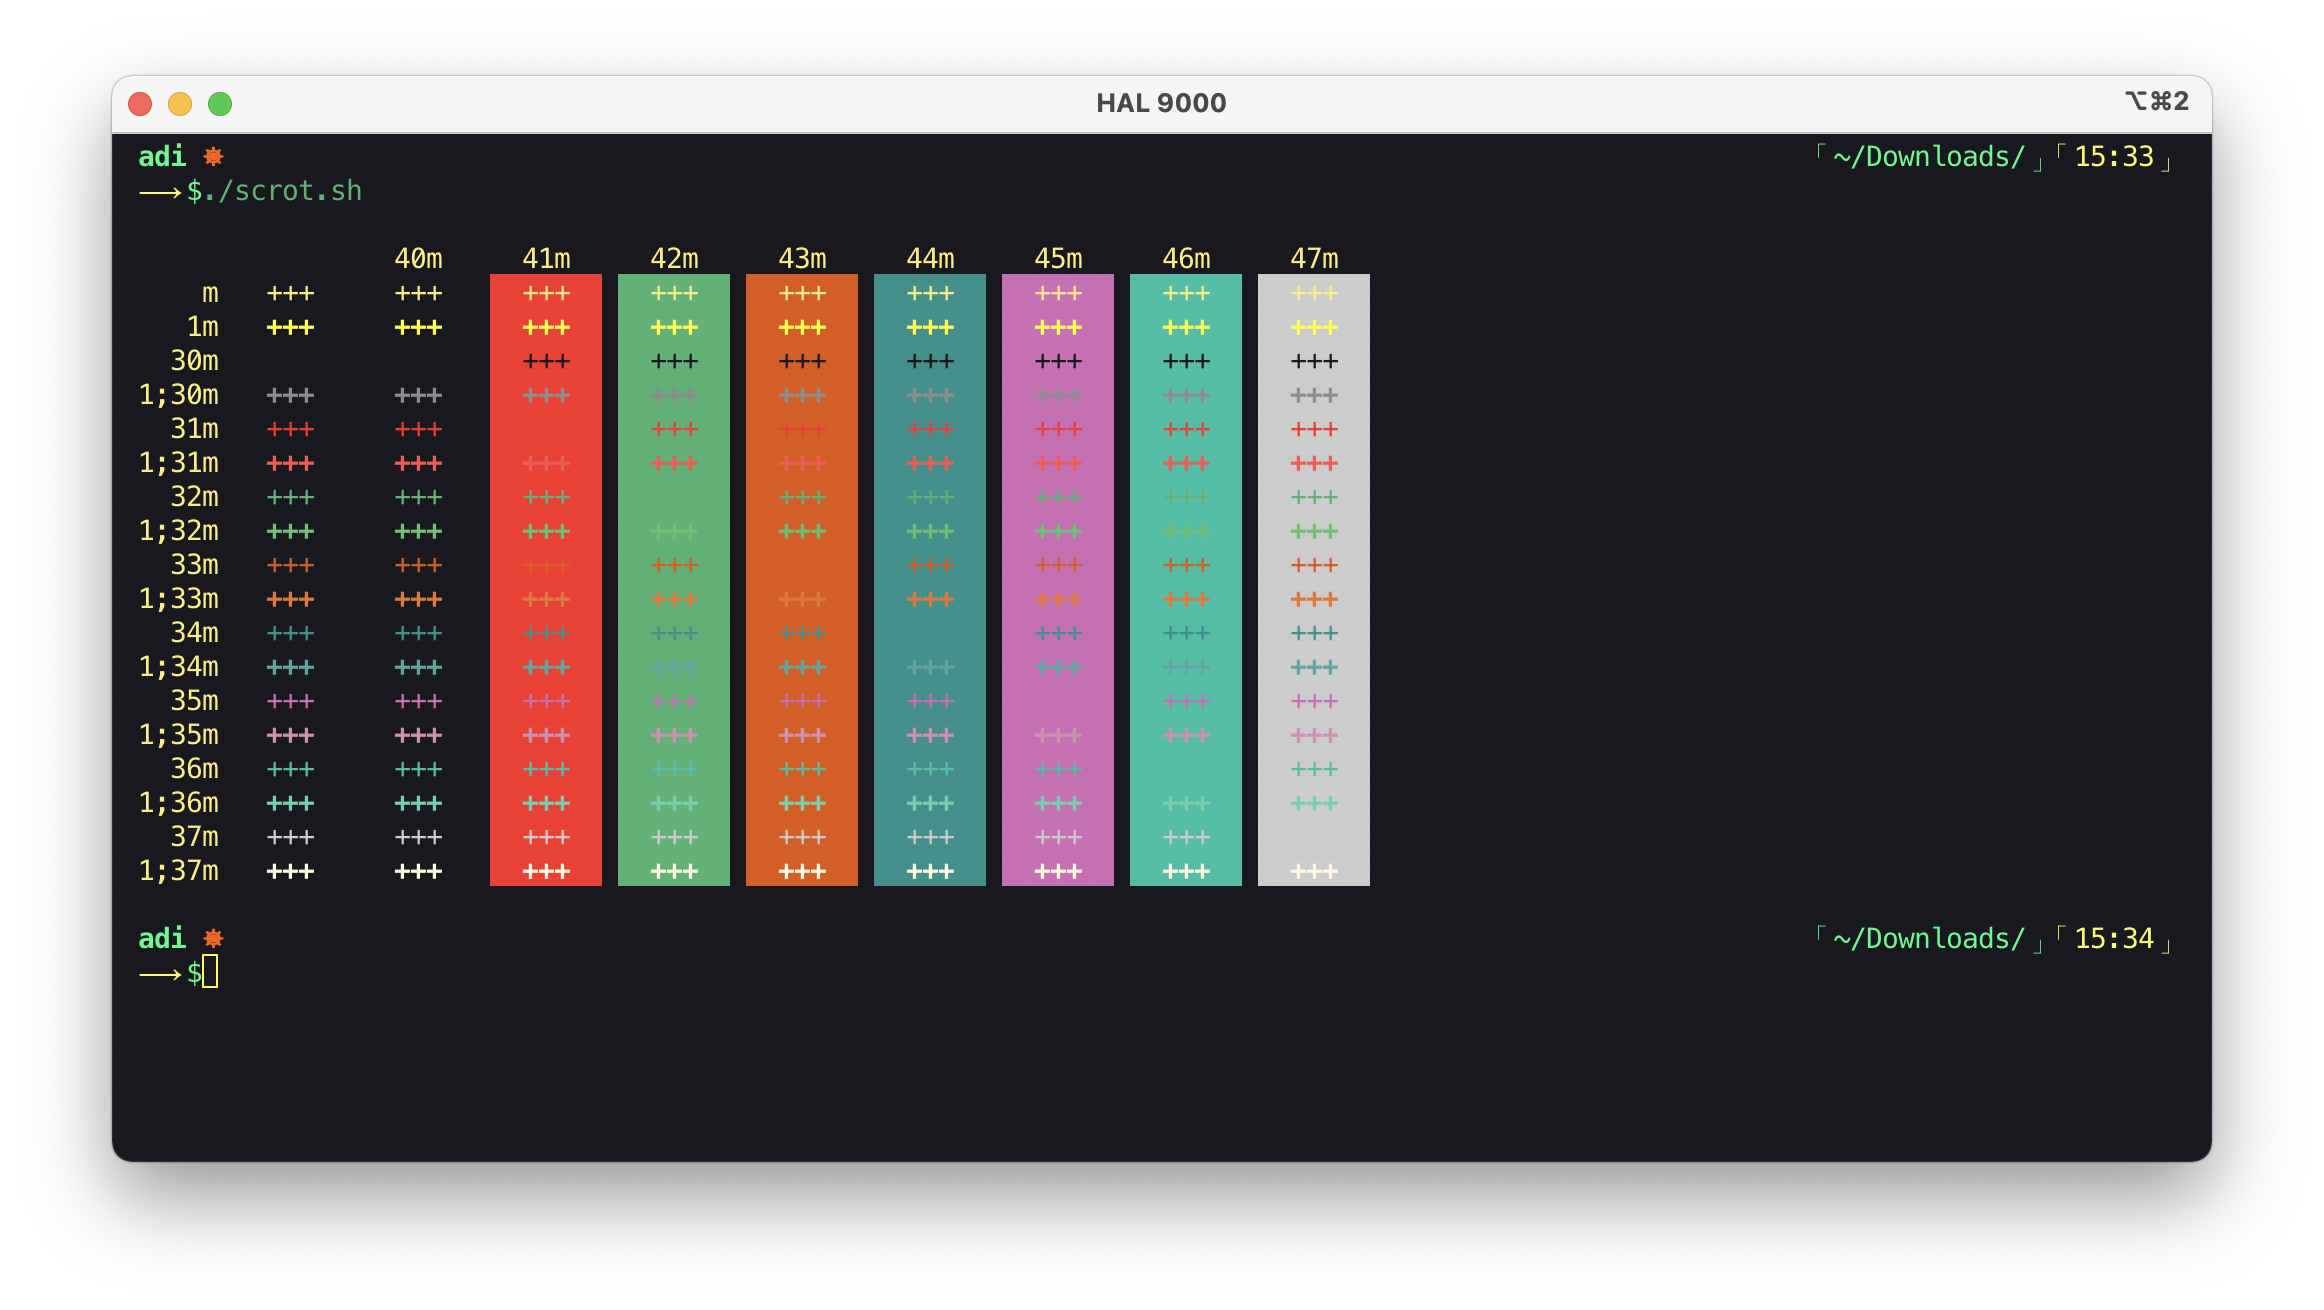 HAL 9000 ⌥⌘2
adi ⎈ 「~/Downloads/」「15:33」
⟶$./scrot.sh
40m 41m 42m 43m 44m 45m 46m 47m
m +++ +++ +++ +++ +++ +++ +++ +++ +++
1m +++ +++ +++ +++ +++ +++ +++ +++ +++
30m +++ +++ +++ +++ +++ +++ +++
1;30m +++ +++ +++ +++ +++ +++ +++ +++ +++
31m +++ +++ +++ +++ +++ +++ +++ +++
1;31m +++ +++ +++ +++ +++ +++ +++ +++ +++
32m +++ +++ +++ +++ +++ +++ +++ +++
1;32m +++ +++ +++ +++ +++ +++ +++ +++ +++
33m +++ +++ +++ +++ +++ +++ +++ +++
1;33m +++ +++ +++ +++ +++ +++ +++ +++ +++
34m +++ +++ +++ +++ +++ +++ +++ +++
1;34m +++ +++ +++ +++ +++ +++ +++ +++ +++
35m +++ +++ +++ +++ +++ +++ +++ +++
1;35m +++ +++ +++ +++ +++ +++ +++ +++ +++
36m +++ +++ +++ +++ +++ +++ +++ +++
1;36m +++ +++ +++ +++ +++ +++ +++ +++ +++
37m +++ +++ +++ +++ +++ +++ +++ +++
1;37m +++ +++ +++ +++ +++ +++ +++ +++ +++
adi ⎈ 「~/Downloads/」「15:34」
⟶$